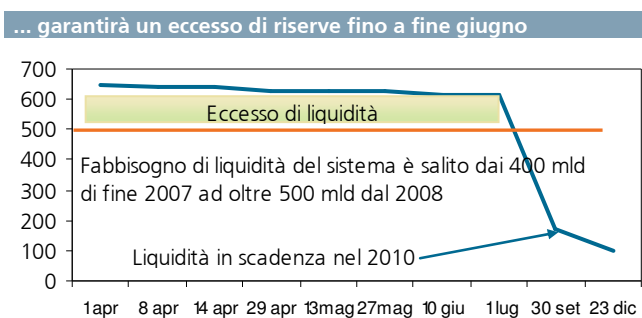 ... garantirà un eccesso di riserve fino a fine giugno
700
600
500
400
300
200
100
0
Eccesso di liquidità
Fabbisogno di liquidità del sistema è salito dai 400 mld
di fine 2007 ad oltre 500 mld dal 2008
Liquidità in scadenza nel 2010
1apr 8 apr 14 apr 29 apr 13mag 27mag 10 giu 1lug 30 set 23 dic